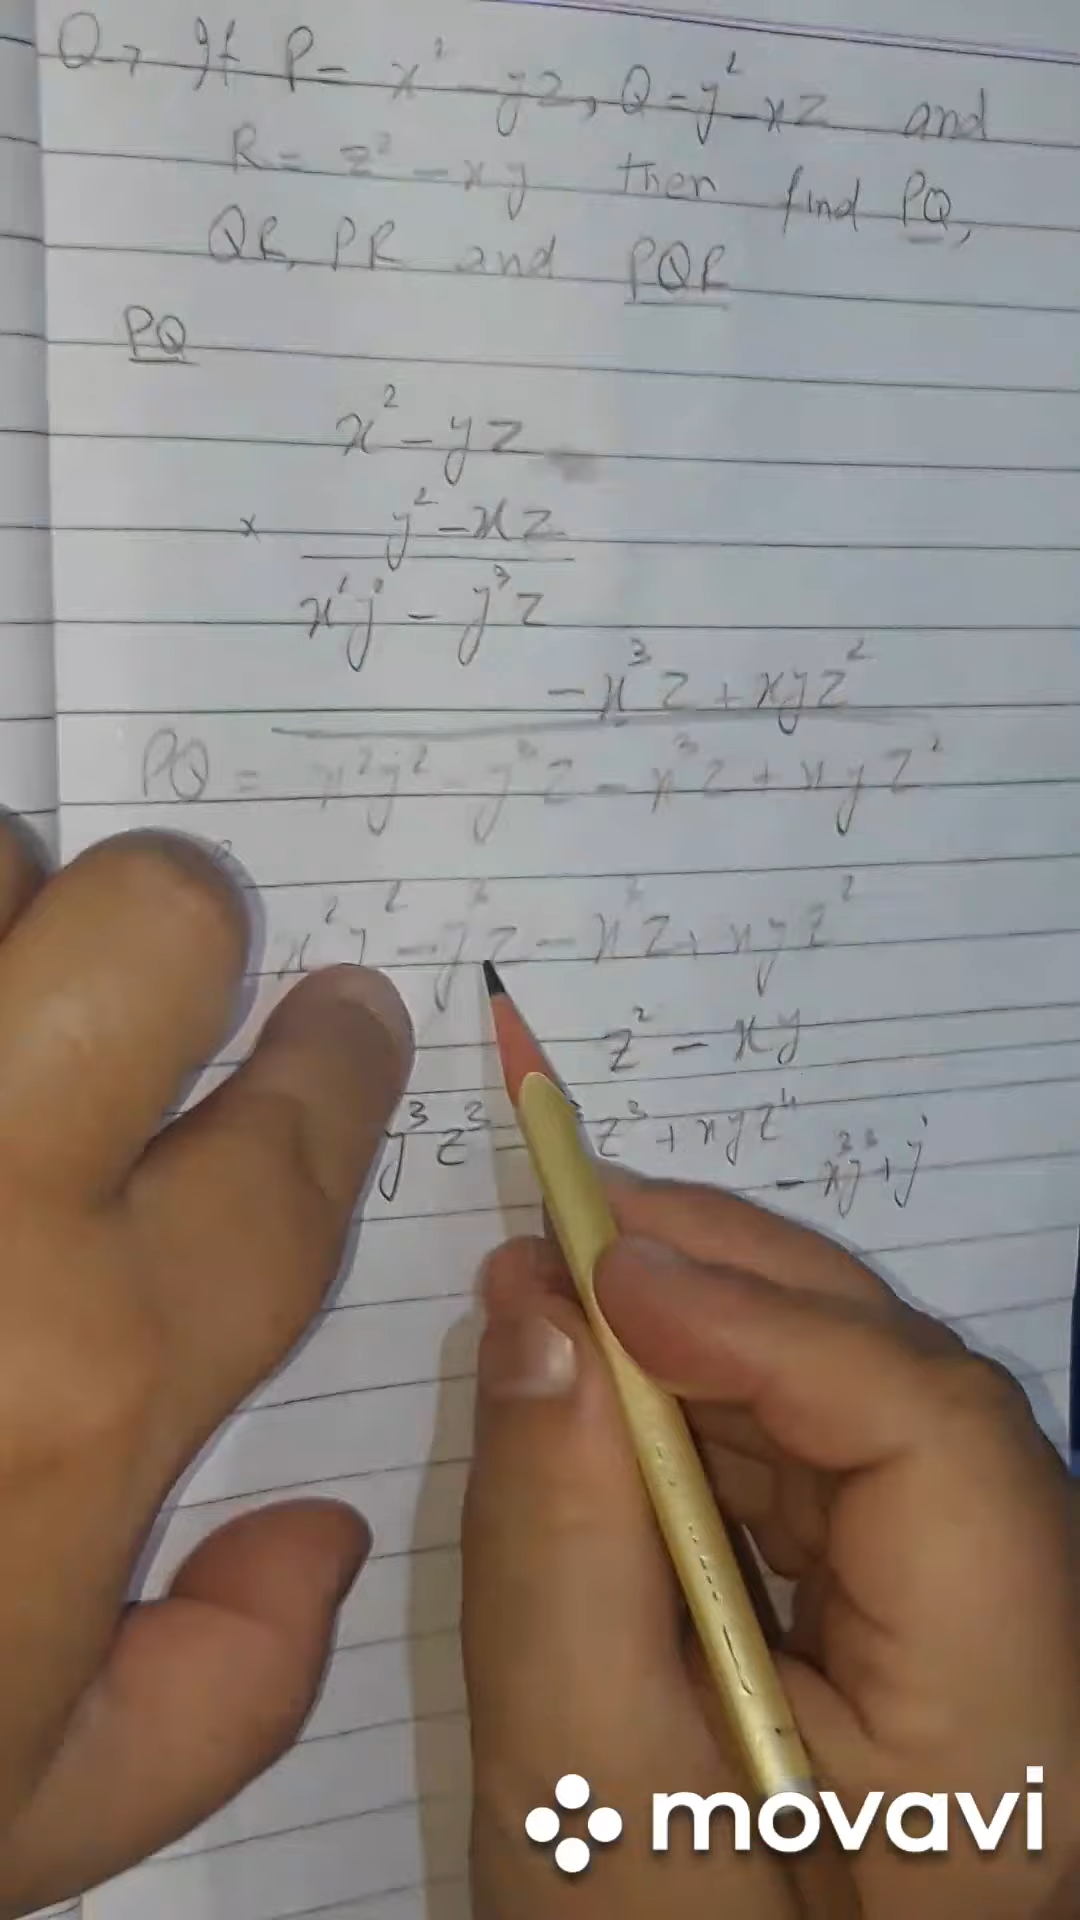 Q7 If P = x² - yz, Q = y² - xz and
R = z² - xy then find PQ,
QR, PR and PQR
PQ
x² - yz
× y² - xz
x²y² - y³z
- x³z + xyz²
PQ = x²y² - y³z - x³z + xyz²
x²y² - y³z - x³z + xyz²
z² - xy
y³z³ - z³ + xyz⁴
- x³y³ + y
movavi